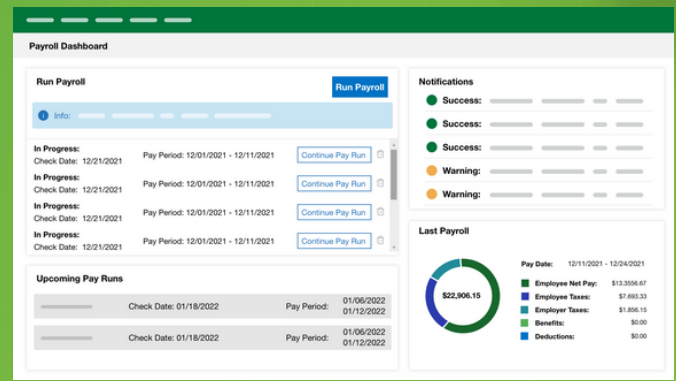 Payroll Dashboard
Run Payroll
Run Payroll
Info:
In Progress:
Check Date: 12/21/2021
Pay Period: 12/01/2021 - 12/11/2021
Continue Pay Run
In Progress:
Check Date: 12/21/2021
Pay Period: 12/01/2021 - 12/11/2021
Continue Pay Run
In Progress:
Check Date: 12/21/2021
Pay Period: 12/01/2021 - 12/11/2021
Continue Pay Run
In Progress:
Check Date: 12/21/2021
Pay Period: 12/01/2021 - 12/11/2021
Continue Pay Run
Upcoming Pay Runs
Check Date: 01/18/2022 Pay Period: 01/06/2022
01/12/2022
Check Date: 01/18/2022 Pay Period: 01/06/2022
01/12/2022
Notifications
Success:
Success:
Success:
Warning:
Warning:
Last Payroll
$22,906.15
Pay Date: 12/11/2021 - 12/24/2021
Employee Net Pay: $13.3556.67
Employee Taxes: $7.693.33
Employer Taxes: $1.856.15
Benefits: $0.00
Deductions: $0.00